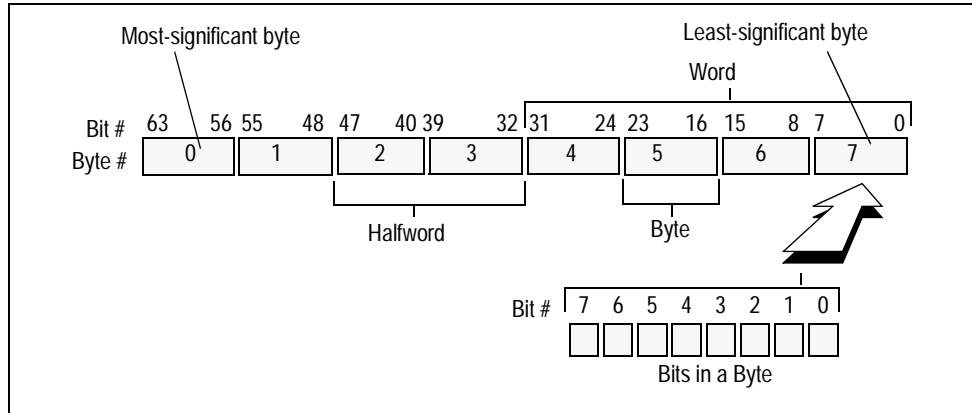 Most-significant byte
Least-significant byte
Word
Bit # 63 56 55 48 47 40 39 32 31 24 23 16 15 8 7 0
Byte # 0 1 2 3 4 5 6 7
Halfword
Byte
Bit # 7 6 5 4 3 2 1 0
Bits in a Byte